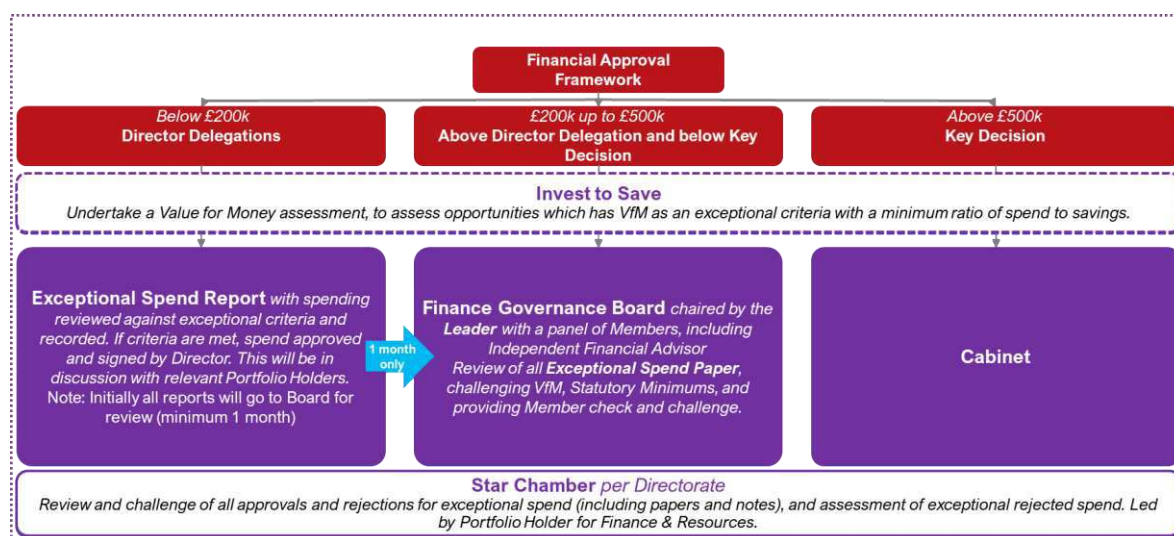 Financial Approval
Framework
Below £200k
Director Delegations
£200k up to £500k
Above Director Delegation and below Key
Decision
Above £500k
Key Decision
Invest to Save
Undertake a Value for Money assessment, to assess opportunities which has VfM as an exceptional criteria with a minimum ratio of spend to savings.
Exceptional Spend Report with spending
reviewed against exceptional criteria and
recorded. If criteria are met, spend approved
and signed by Director. This will be in
discussion with relevant Portfolio Holders.
Note: Initially all reports will go to Board for
review (minimum 1 month)
1 month
only
Finance Governance Board chaired by the
Leader with a panel of Members, including
Independent Financial Advisor
Review of all Exceptional Spend Paper,
challenging VfM, Statutory Minimums, and
providing Member check and challenge.
Cabinet
Star Chamber per Directorate
Review and challenge of all approvals and rejections for exceptional spend (including papers and notes), and assessment of exceptional rejected spend. Led
by Portfolio Holder for Finance & Resources.